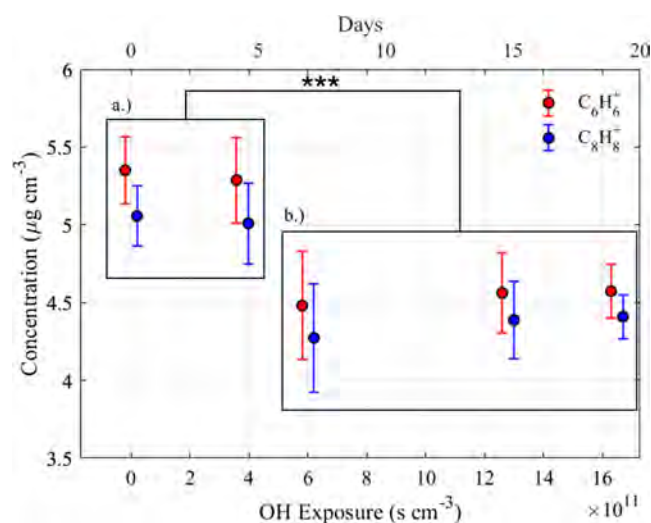 Days
0 5 7 10 15 20
6
5.5
5
4.5
4
3.5
Concentration (μg cm⁻³)
***
a.)
b.)
C₆H₆⁺
C₈H₈⁺
0 2 4 6 8 10 12 14 16
OH Exposure (s cm⁻³)
×10¹¹